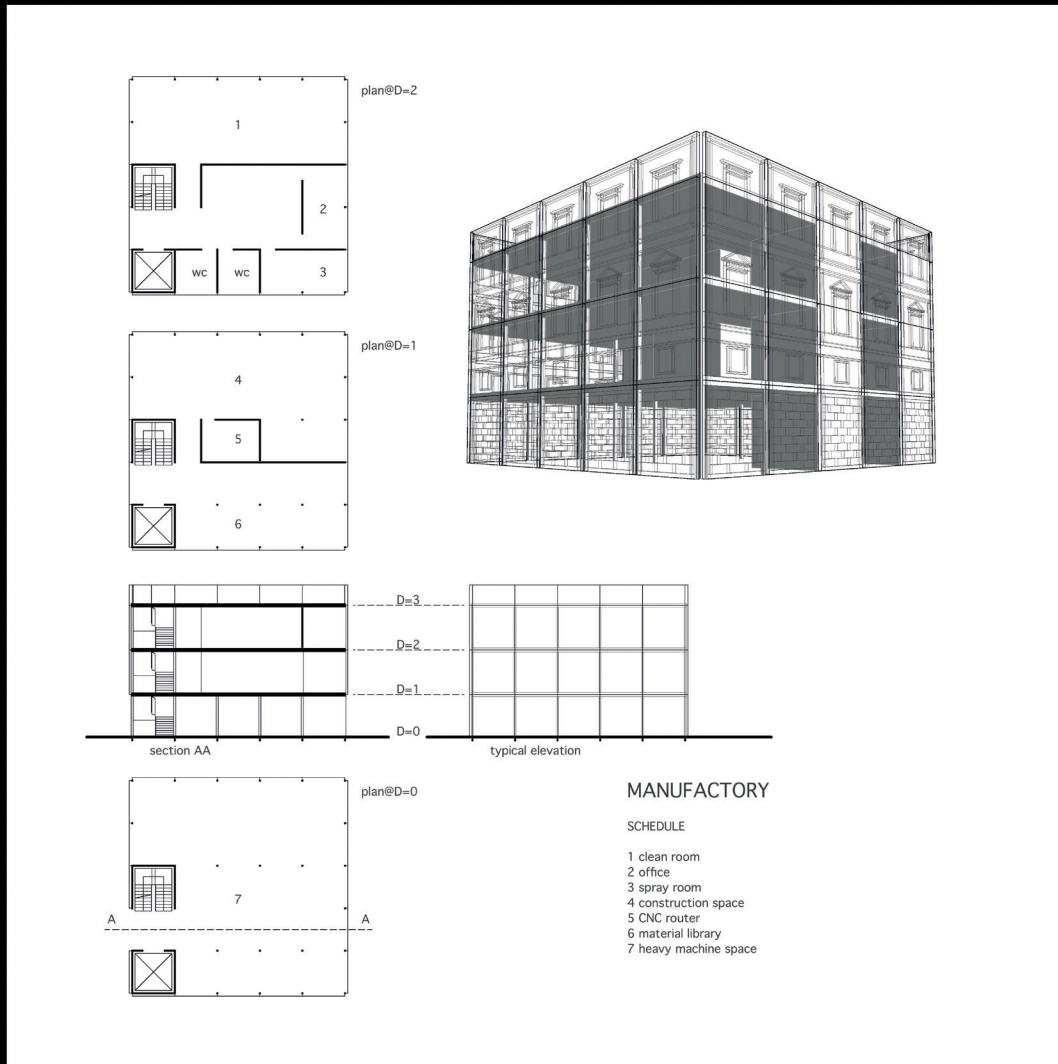 plan@D=2
1
2
wc
wc
3
plan@D=1
4
5
6
D=3
D=2
D=1
D=0
section AA
typical elevation
plan@D=0
7
A
A
MANUFACTORY
SCHEDULE
1 clean room
2 office
3 spray room
4 construction space
5 CNC router
6 material library
7 heavy machine space